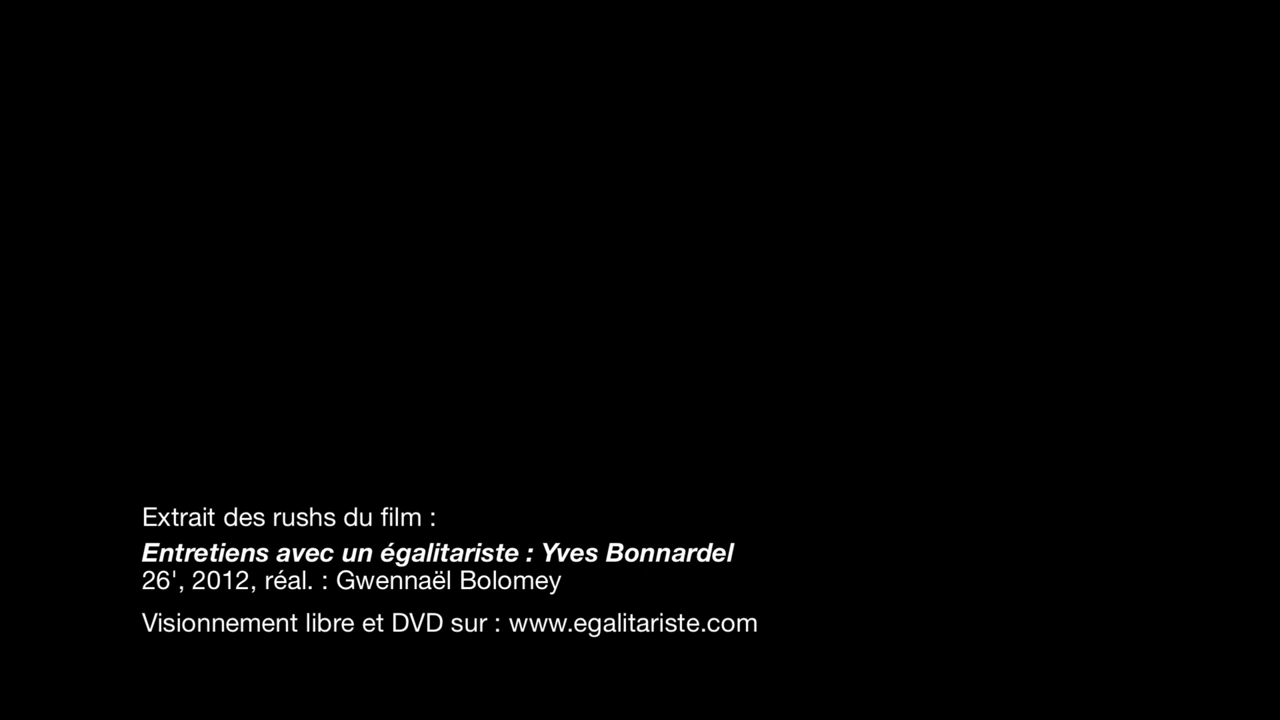 Extrait des rushs du film :
Entretiens avec un égalitariste : Yves Bonnardel
26', 2012, réal. : Gwennaël Bolomey
Visionnement libre et DVD sur : www.egalitariste.com